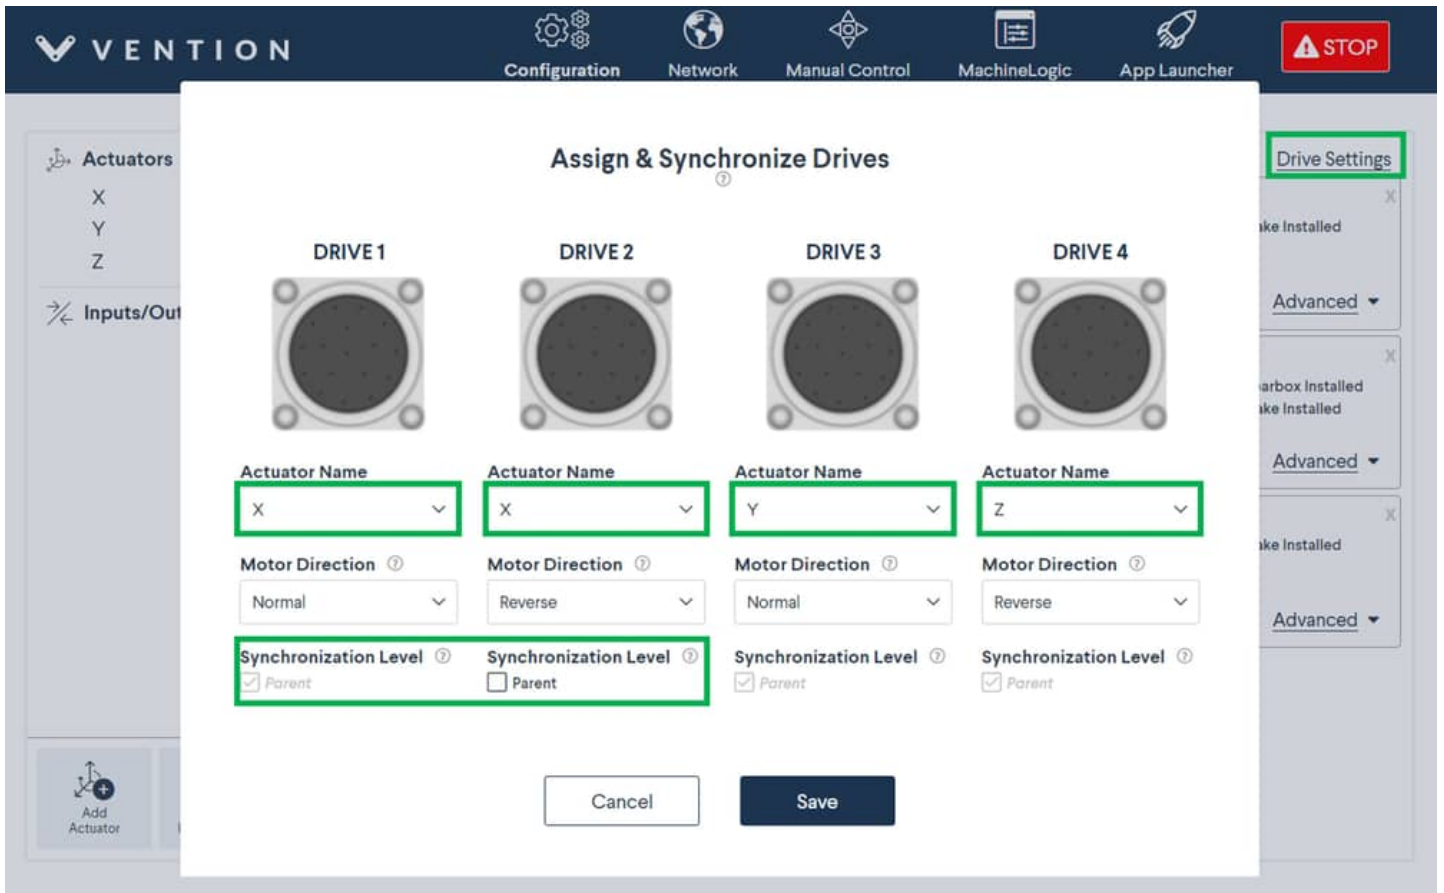 VENTION
Configuration
Network
Manual Control
MachineLogic
App Launcher
STOP
Actuators
X
Y
Z
Inputs/Out
Add
Actuator
Assign & Synchronize Drives
?
DRIVE 1
DRIVE 2
DRIVE 3
DRIVE 4
Actuator Name
Actuator Name
Actuator Name
Actuator Name
X
X
Y
Z
Motor Direction ?
Motor Direction ?
Motor Direction ?
Motor Direction ?
Normal
Reverse
Normal
Reverse
Synchronization Level ?
Synchronization Level ?
Synchronization Level ?
Synchronization Level ?
Parent
Parent
Parent
Parent
Cancel
Save
Drive Settings
X
ake Installed
Advanced
X
arbox Installed
ake Installed
Advanced
X
ake Installed
Advanced